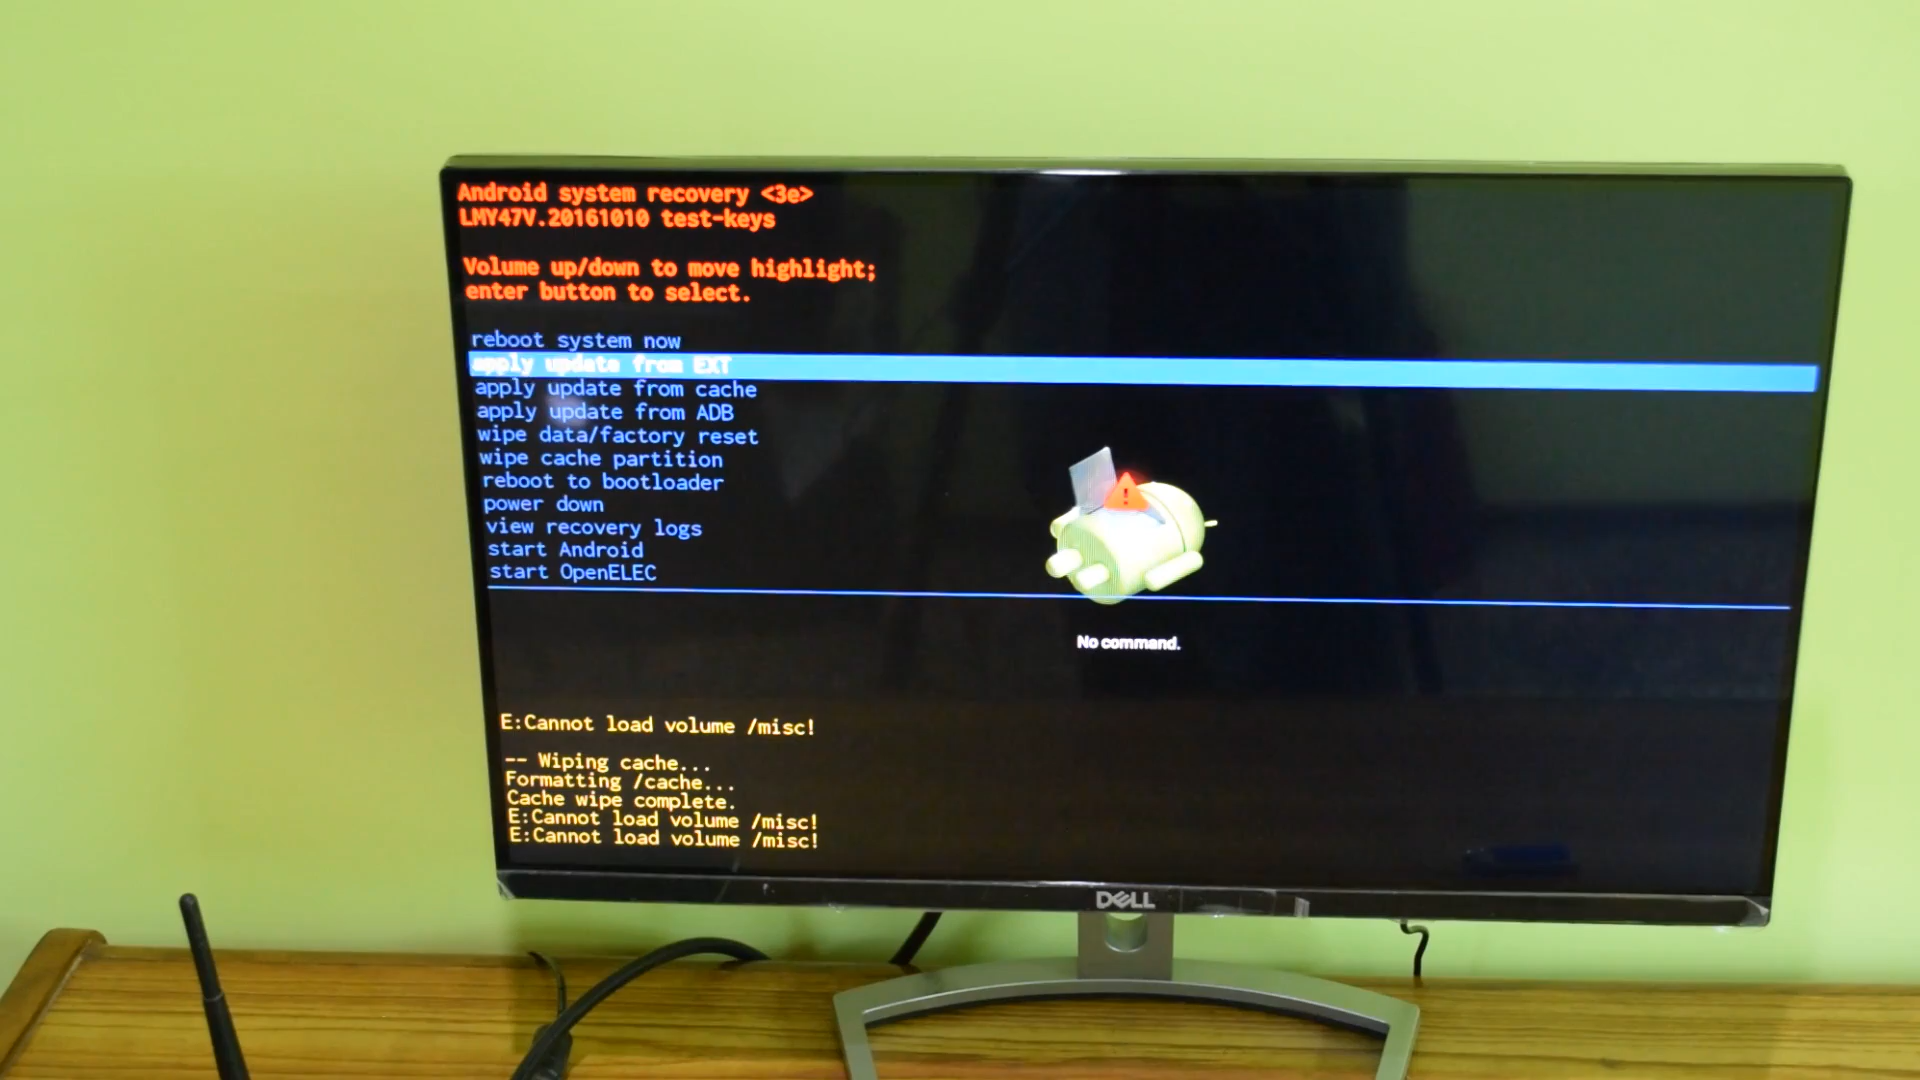 Android system recovery <3e>
LMY47V.20161010 test-keys
Volume up/down to move highlight;
enter button to select.
reboot system now
apply update from EXT
apply update from cache
apply update from ADB
wipe data/factory reset
wipe cache partition
reboot to bootloader
power down
view recovery logs
start Android
start OpenELEC
No command.
E:Cannot load volume /misc!
-- Wiping cache...
Formatting /cache...
Cache wipe complete.
E:Cannot load volume /misc!
E:Cannot load volume /misc!
DELL